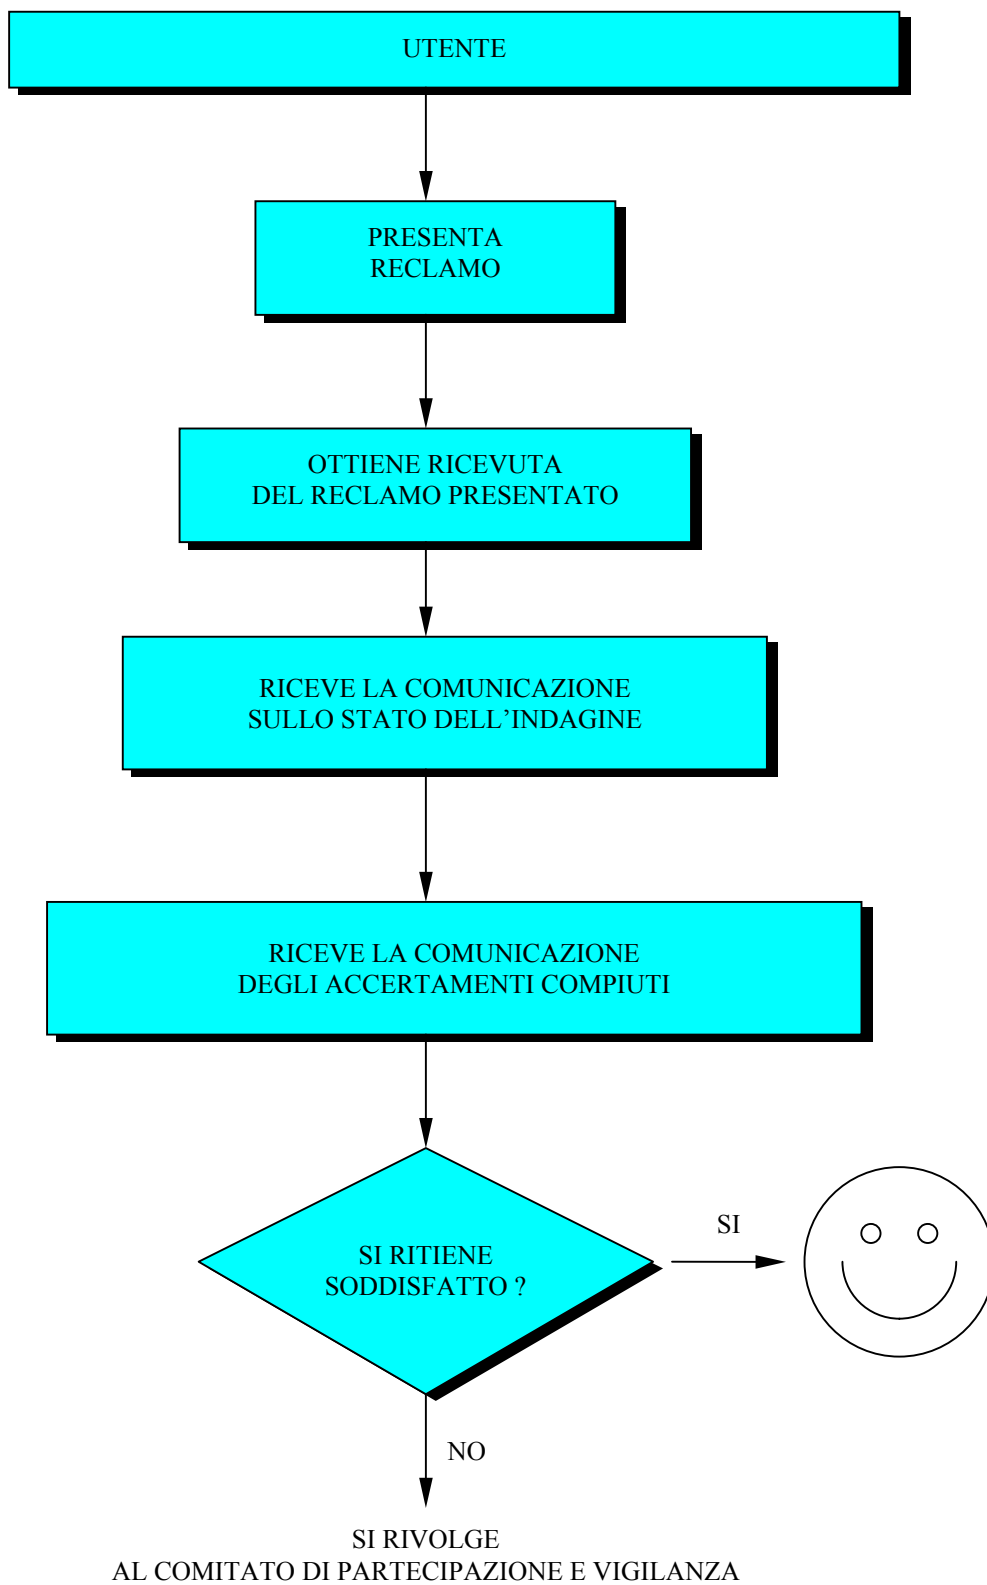 UTENTE
PRESENTA
RECLAMO
OTTIENE RICEVUTA
DEL RECLAMO PRESENTATO
RICEVE LA COMUNICAZIONE
SULLO STATO DELL’INDAGINE
RICEVE LA COMUNICAZIONE
DEGLI ACCERTAMENTI COMPIUTI
SI RITIENE
SODDISFATTO ?
SI
NO
SI RIVOLGE
AL COMITATO DI PARTECIPAZIONE E VIGILANZA